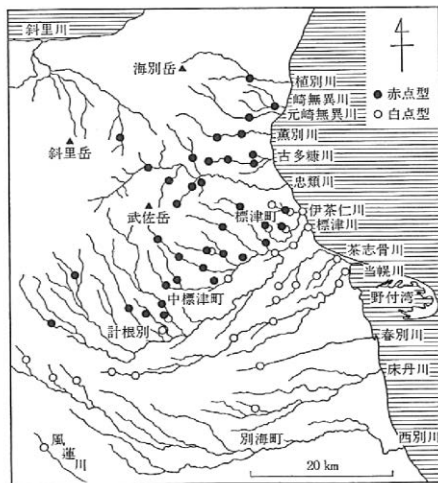 斜里川
海別岳
植別川
崎無異川
元崎無異川
● 赤点型
○ 白点型
斜里岳
薫別川
古多糠川
忠類川
武佐岳
標津町
伊茶仁川
標津川
茶志骨川
当幌川
野付湾
中標津町
計根別
春別川
床丹川
風蓮川
別海町
西別川
20 km